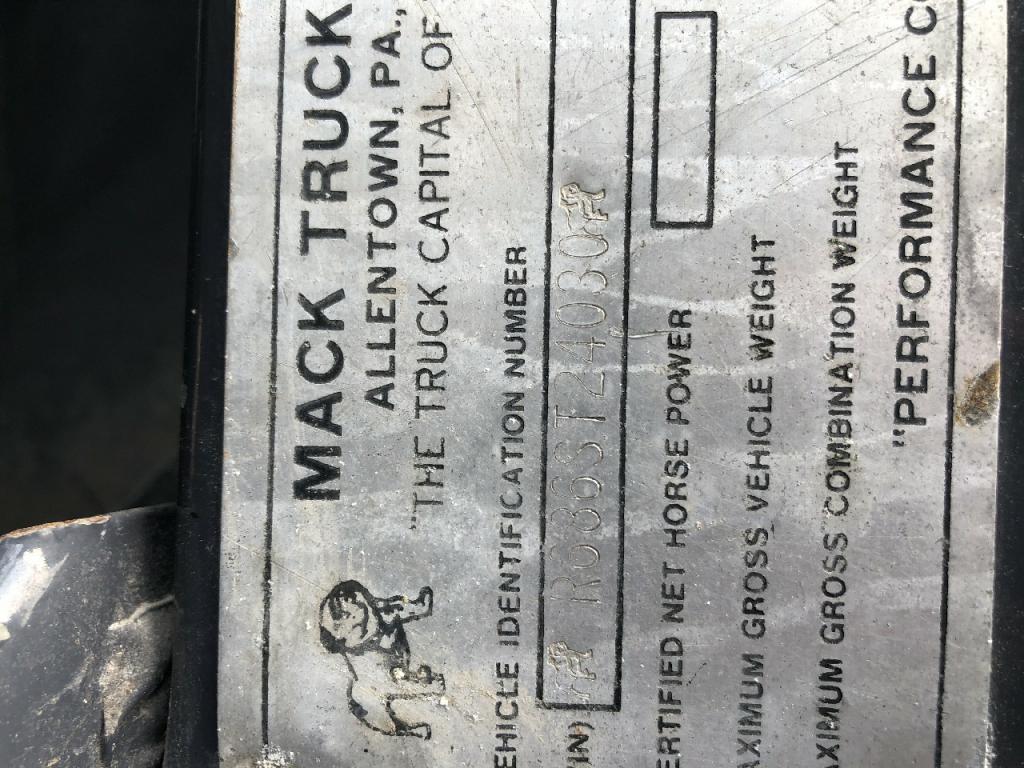 MACK TRUCK
ALLENTOWN, PA.,
"THE TRUCK CAPITAL OF
EHICLE IDENTIFICATION NUMBER
IN) R686ST24030
ERTIFIED NET HORSE POWER
AXIMUM GROSS VEHICLE WEIGHT
AXIMUM GROSS COMBINATION WEIGHT
"PERFORMANCE C